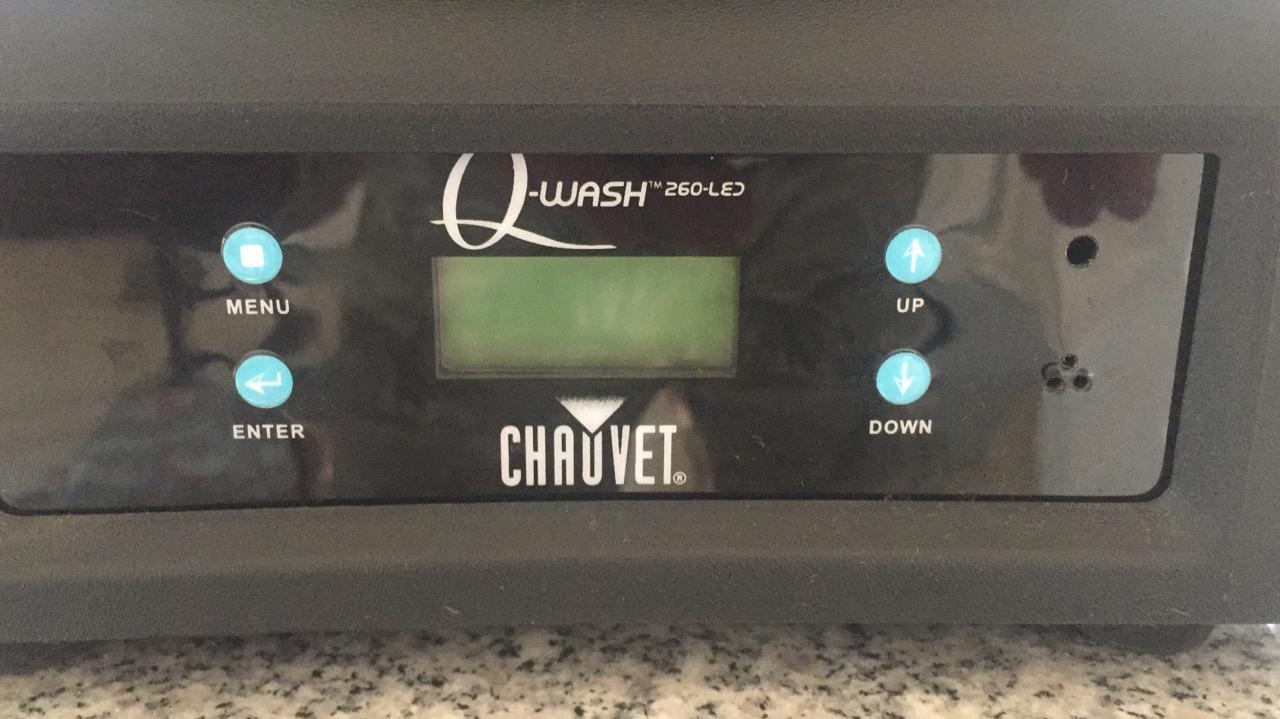 Q-WASH™ 260-LED
MENU
UP
ENTER
DOWN
CHAUVET®